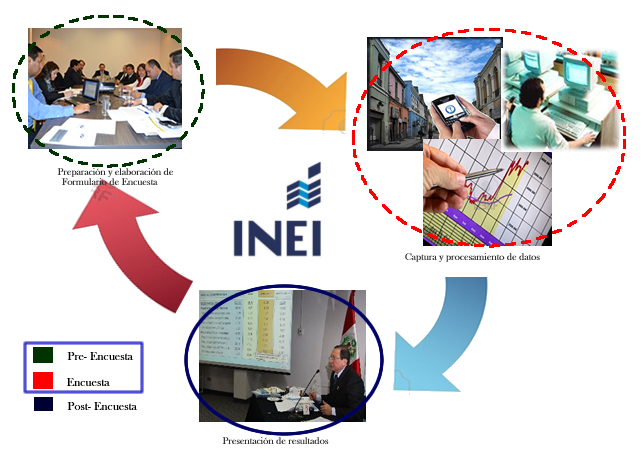 Preparación y elaboración de
Formulario de Encuesta
INEI
Captura y procesamiento de datos
Presentación de resultados
Pre- Encuesta
Encuesta
Post- Encuesta